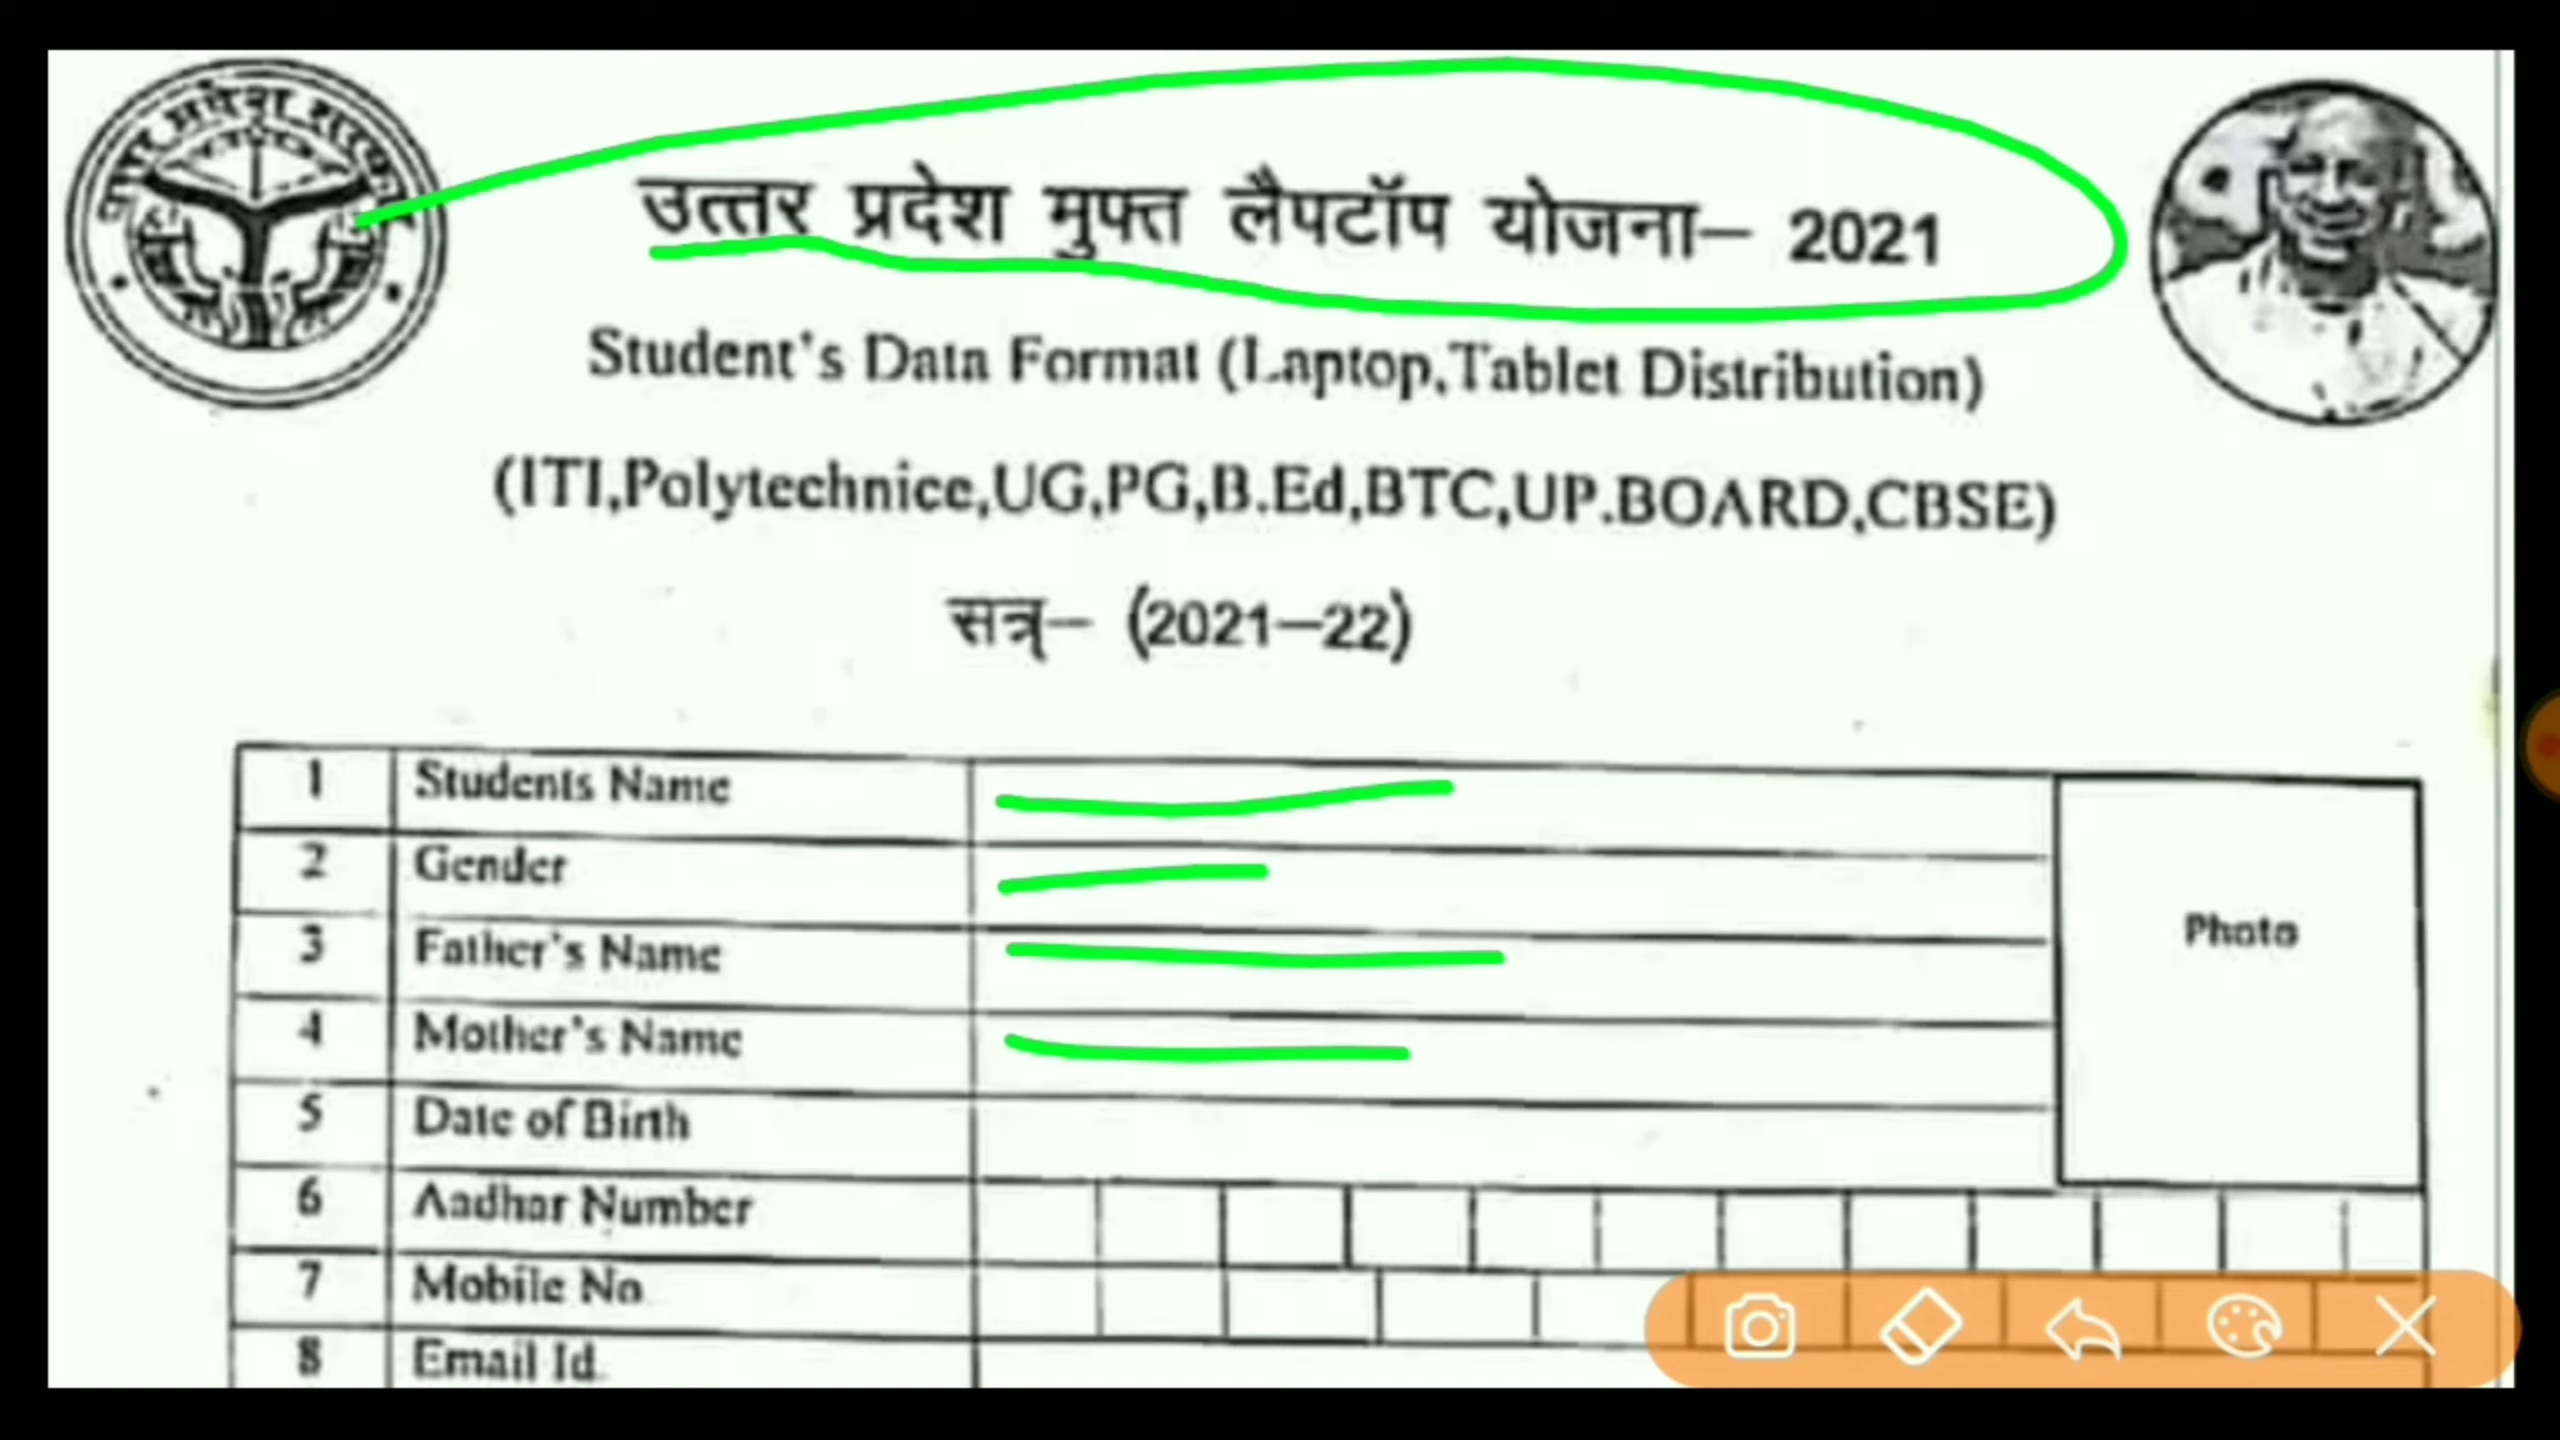 उत्तर प्रदेश मुफ्त लैपटॉप योजना– 2021
Student's Data Format (Laptop,Tablet Distribution)
(ITI,Polytechnice,UG,PG,B.Ed,BTC,UP.BOARD,CBSE)
सत्र्– (2021–22)
1 Students Name
2 Gender
Photo
3 Father's Name
4 Mother's Name
5 Date of Birth
6 Aadhar Number
7 Mobile No
8 Email Id.